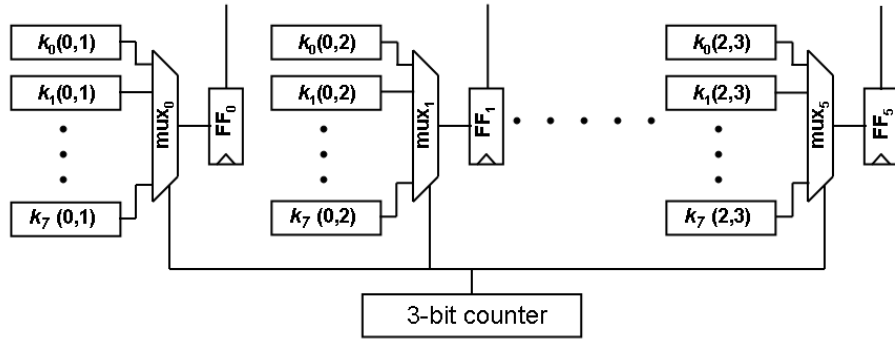 k₀(0,1)
k₁(0,1)
k₇ (0,1)
mux₀
FF₀
k₀(0,2)
k₁(0,2)
k₇ (0,2)
mux₁
FF₁
k₀(2,3)
k₁(2,3)
k₇ (2,3)
mux₅
FF₅
3-bit counter